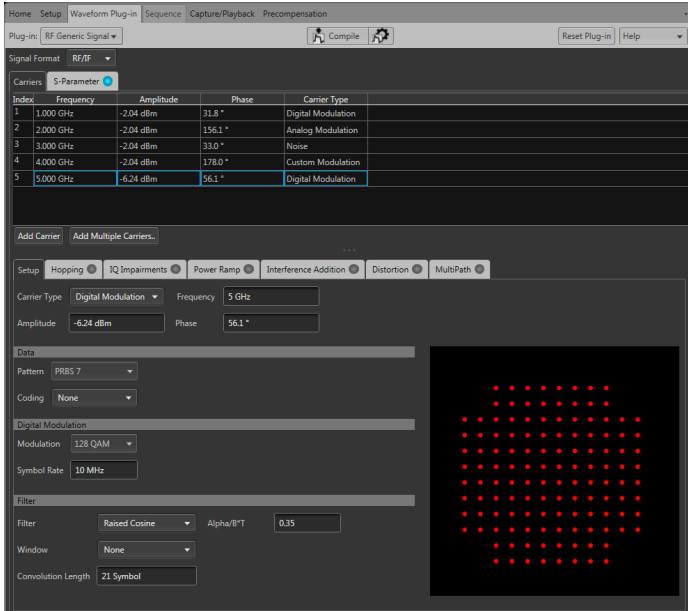 Home Setup Waveform Plug-in Sequence Capture/Playback Precompensation
Plug-in: RF Generic Signal Compile Reset Plug-in Help
Signal Format RF/IF
Carriers S-Parameter
Index Frequency Amplitude Phase Carrier Type
1 1.000 GHz -2.04 dBm 31.8 ° Digital Modulation
2 2.000 GHz -2.04 dBm 156.1 ° Analog Modulation
3 3.000 GHz -2.04 dBm 33.0 ° Noise
4 4.000 GHz -2.04 dBm 178.0 ° Custom Modulation
5 5.000 GHz -6.24 dBm 56.1 ° Digital Modulation
Add Carrier Add Multiple Carriers..
Setup Hopping IQ Impairments Power Ramp Interference Addition Distortion MultiPath
Carrier Type Digital Modulation Frequency 5 GHz
Amplitude -6.24 dBm Phase 56.1 °
Data
Pattern PRBS 7
Coding None
Digital Modulation
Modulation 128 QAM
Symbol Rate 10 MHz
Filter
Filter Raised Cosine Alpha/B*T 0.35
Window None
Convolution Length 21 Symbol